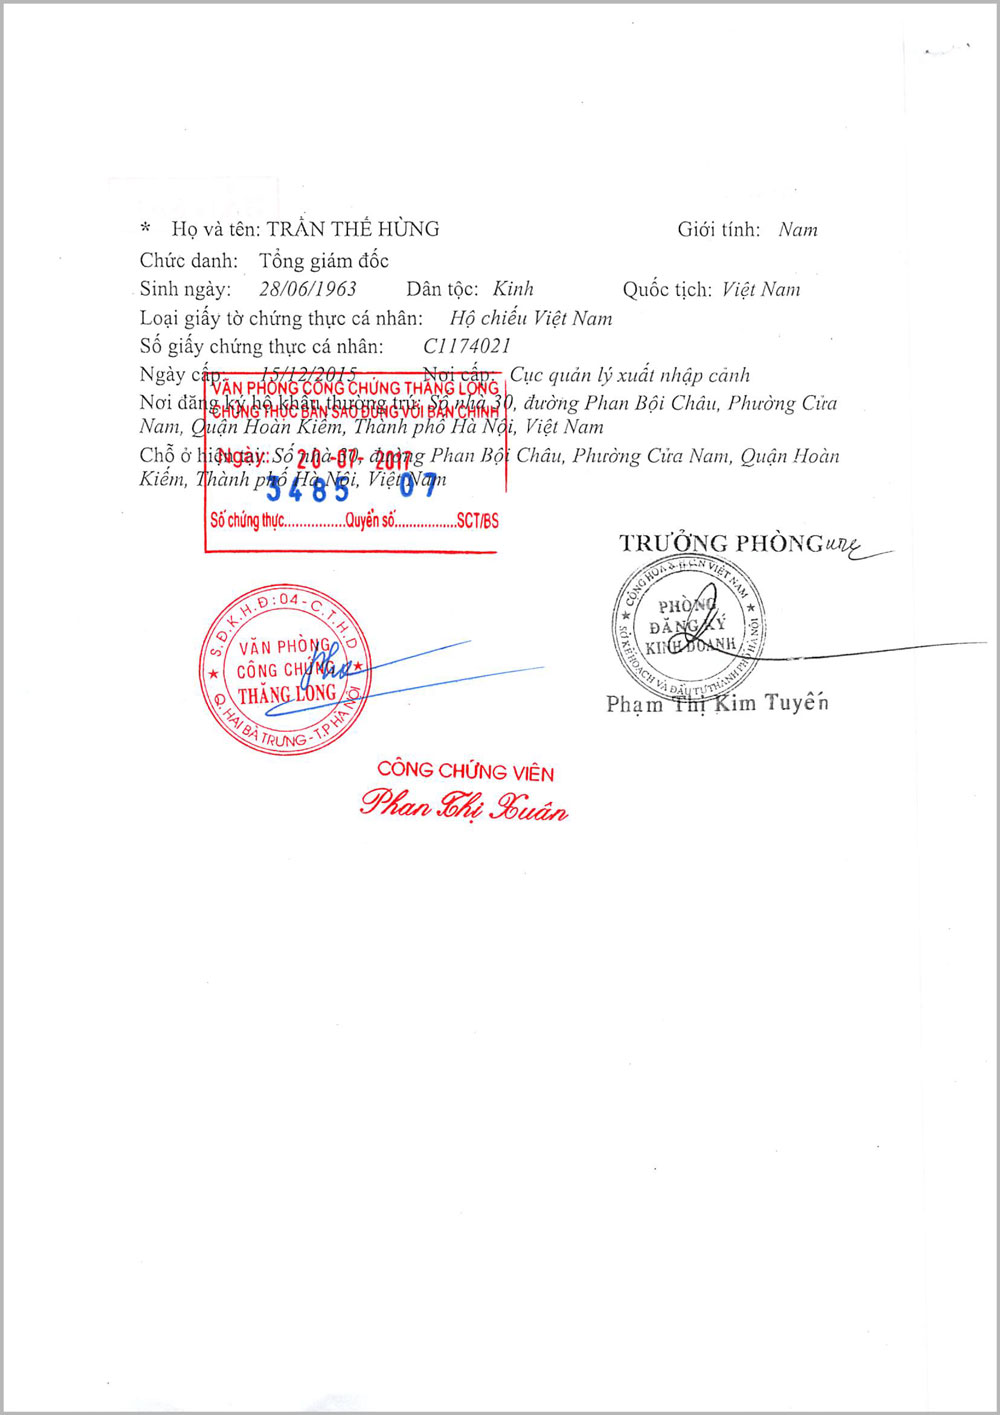 * Họ và tên: TRẦN THẾ HÙNG Giới tính: Nam
Chức danh: Tổng giám đốc
Sinh ngày: 28/06/1963 Dân tộc: Kinh Quốc tịch: Việt Nam
Loại giấy tờ chứng thực cá nhân: Hộ chiếu Việt Nam
Số giấy chứng thực cá nhân: C1174021
Ngày cấp: 15/12/2015 Nơi cấp: Cục quản lý xuất nhập cảnh
Nơi đăng ký hộ khẩu thường trú: Số nhà 30, đường Phan Bội Châu, Phường Cửa
Nam, Quận Hoàn Kiếm, Thành phố Hà Nội, Việt Nam
Chỗ ở hiện tại: Số nhà 30, đường Phan Bội Châu, Phường Cửa Nam, Quận Hoàn
Kiếm, Thành phố Hà Nội, Việt Nam
VĂN PHÒNG CÔNG CHỨNG THĂNG LONG
CHỨNG THỰC BẢN SAO ĐÚNG VỚI BẢN CHÍNH
Ngày: 20-07-2017
3485 07
Số chứng thực...............Quyển số...............SCT/BS
TRƯỞNG PHÒNG
CỘNG HÒA X.H.C.N VIỆT NAM
PHÒNG
ĐĂNG KÝ
KINH DOANH
SỞ KẾ HOẠCH VÀ ĐẦU TƯ THÀNH PHỐ HÀ NỘI
Phạm Thị Kim Tuyến
S.Đ.K.H.Đ:04-C.T.H.D
VĂN PHÒNG
CÔNG CHỨNG
THĂNG LONG
Q. HAI BÀ TRƯNG - T.P HÀ NỘI
CÔNG CHỨNG VIÊN
Phan Thị Xuân